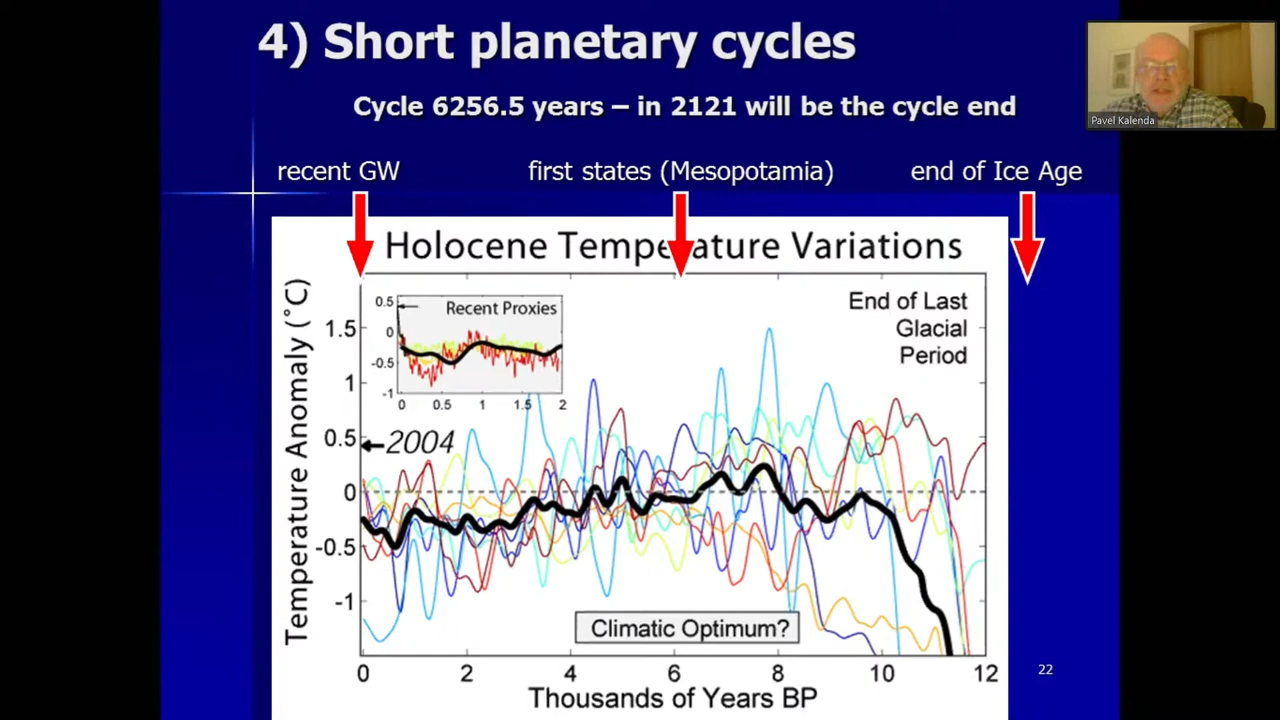 4) Short planetary cycles
Pavel Kalenda
Cycle 6256.5 years – in 2121 will be the cycle end
recent GW
first states (Mesopotamia)
end of Ice Age
Holocene Temperature Variations
Temperature Anomaly (˚C)
1.5
1
0.5
0
-0.5
-1
Recent Proxies
0.5
0
-0.5
-1
0 0.5 1 1.5 2
End of Last
Glacial
Period
2004
Climatic Optimum?
0 2 4 6 8 10 12
Thousands of Years BP
22